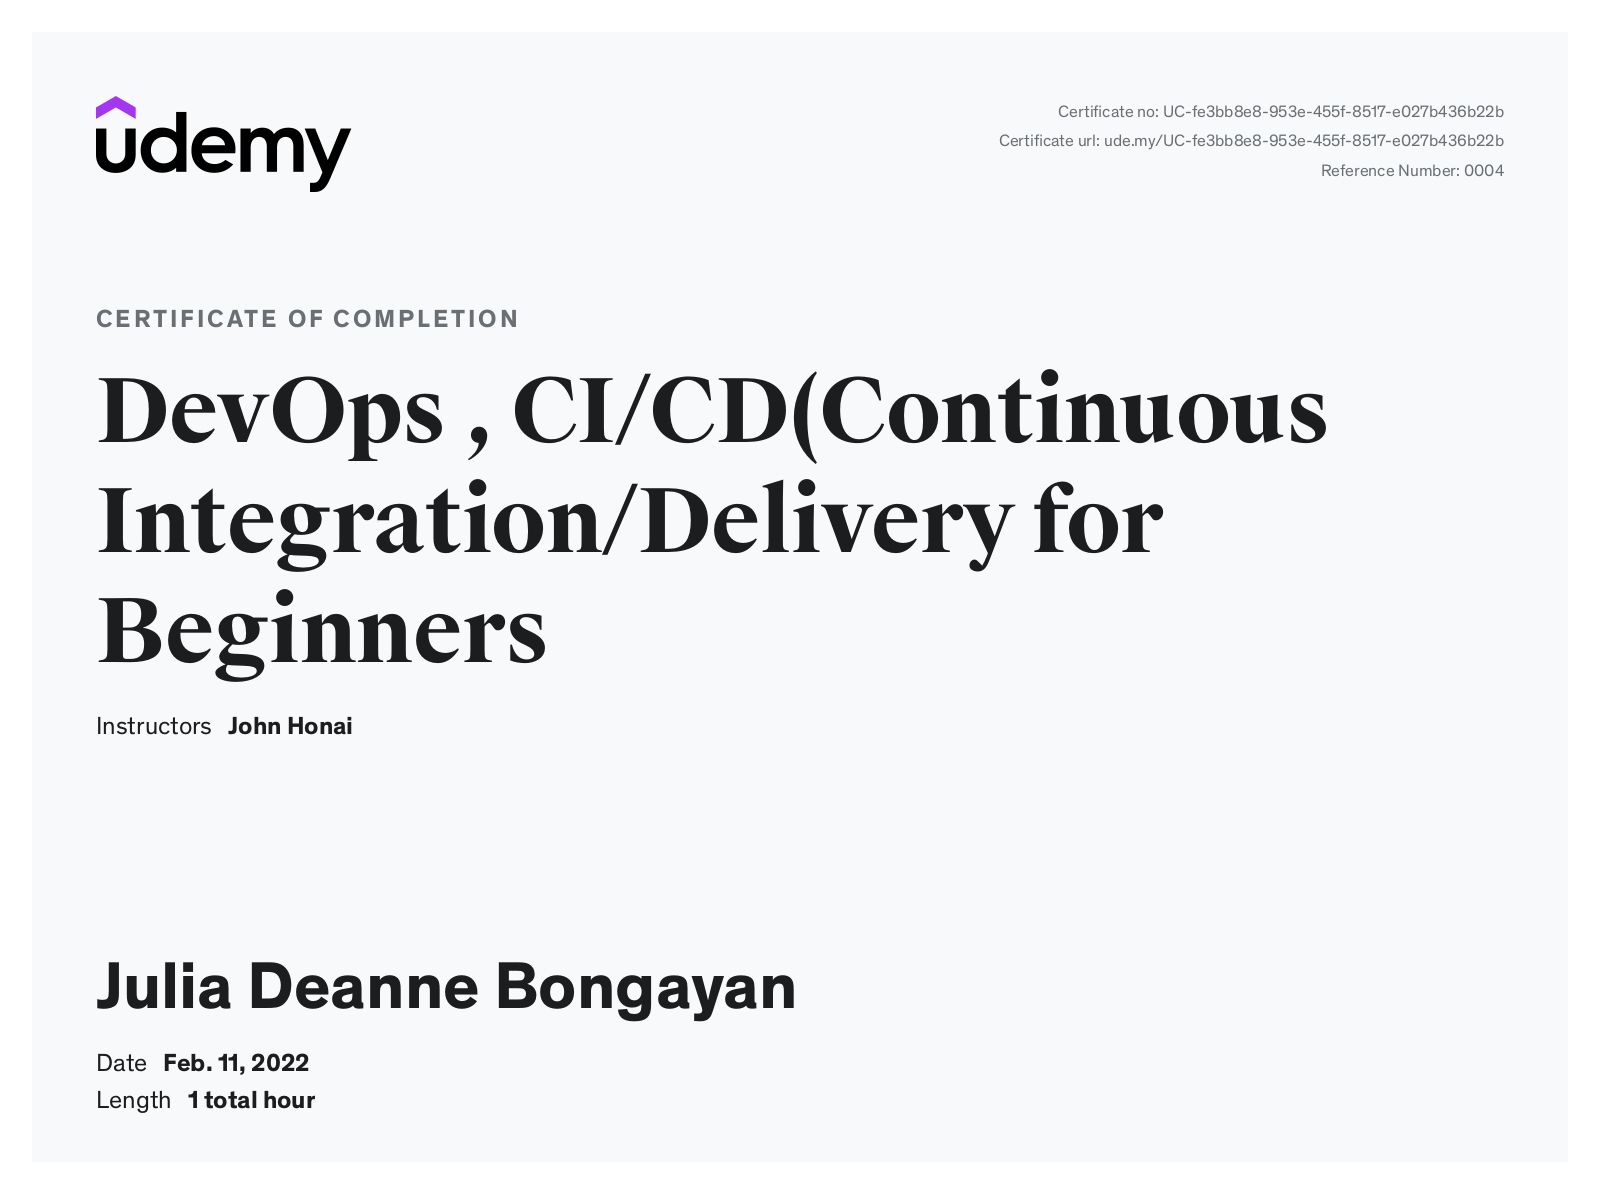 udemy
Certificate no: UC-fe3bb8e8-953e-455f-8517-e027b436b22b
Certificate url: ude.my/UC-fe3bb8e8-953e-455f-8517-e027b436b22b
Reference Number: 0004
CERTIFICATE OF COMPLETION
DevOps , CI/CD(Continuous
Integration/Delivery for
Beginners
Instructors John Honai
Julia Deanne Bongayan
Date Feb. 11, 2022
Length 1 total hour